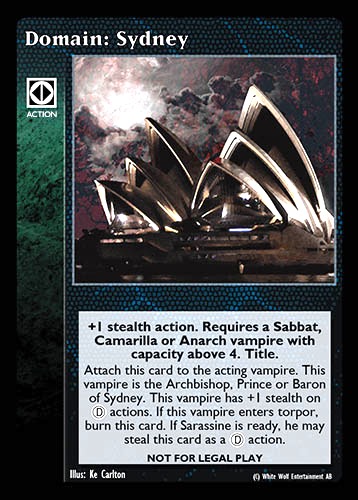 Domain: Sydney
ACTION
+1 stealth action. Requires a Sabbat,
Camarilla or Anarch vampire with
capacity above 4. Title.
Attach this card to the acting vampire. This
vampire is the Archbishop, Prince or Baron
of Sydney. This vampire has +1 stealth on
Ⓓ actions. If this vampire enters torpor,
burn this card. If Sarassine is ready, he may
steal this card as a Ⓓ action.
NOT FOR LEGAL PLAY
Illus: Ke Carlton
(C) White Wolf Entertainment AB